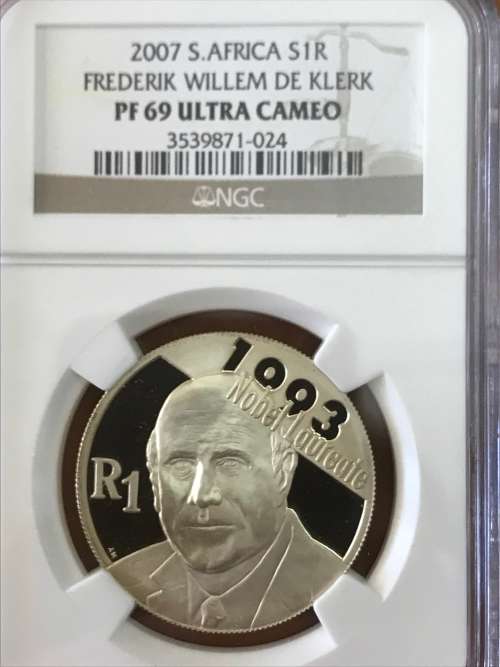 2007 S.AFRICA S1R
FREDERIK WILLEM DE KLERK
PF 69 ULTRA CAMEO
3539871-024
NGC
1993
Nobel Laureate
R1